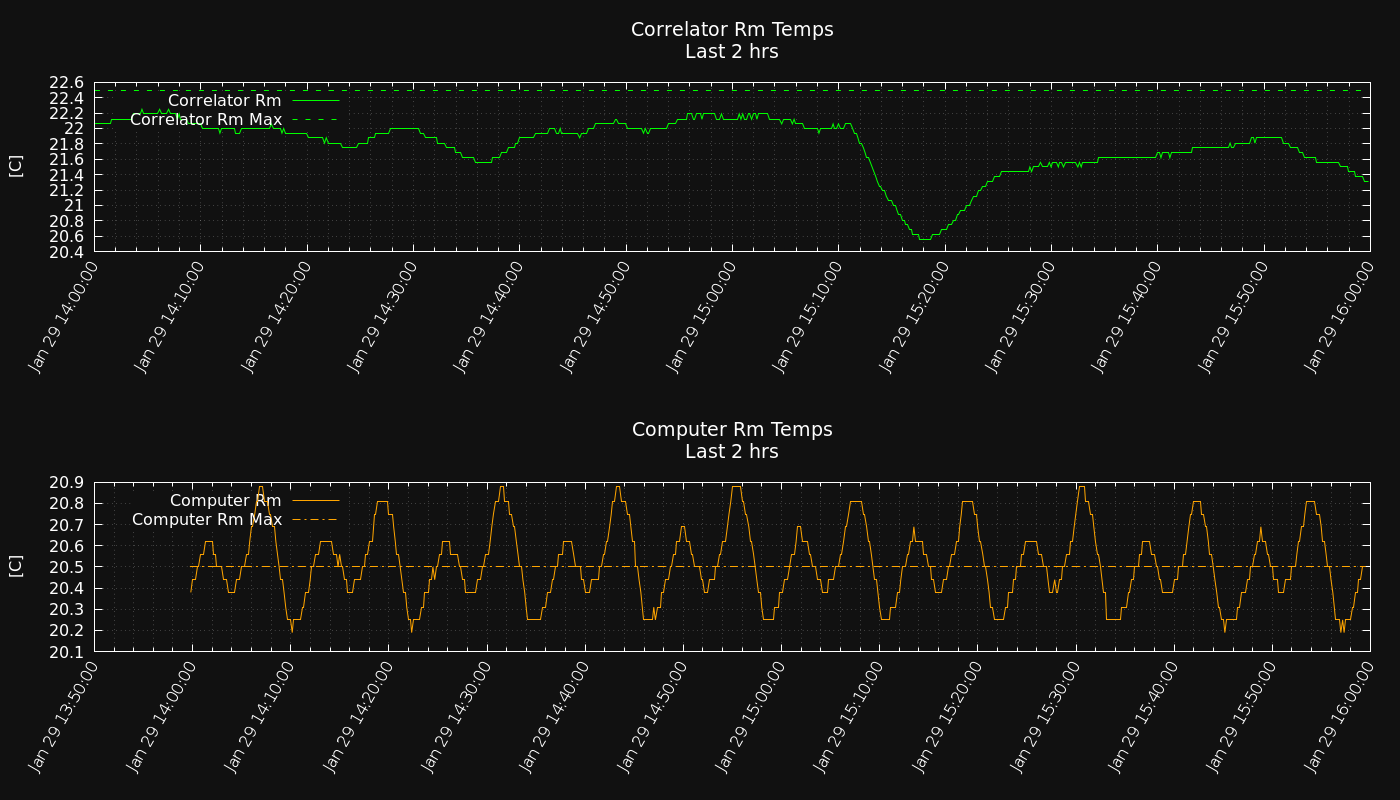 Correlator Rm Temps
Last 2 hrs
22.6
22.4
22.2
22
21.8
21.6
21.4
21.2
21
20.8
20.6
20.4
[C]
Correlator Rm
Correlator Rm Max
Jan 29 14:00:00
Jan 29 14:10:00
Jan 29 14:20:00
Jan 29 14:30:00
Jan 29 14:40:00
Jan 29 14:50:00
Jan 29 15:00:00
Jan 29 15:10:00
Jan 29 15:20:00
Jan 29 15:30:00
Jan 29 15:40:00
Jan 29 15:50:00
Jan 29 16:00:00
Computer Rm Temps
Last 2 hrs
20.9
20.8
20.7
20.6
20.5
20.4
20.3
20.2
20.1
[C]
Computer Rm
Computer Rm Max
Jan 29 13:50:00
Jan 29 14:00:00
Jan 29 14:10:00
Jan 29 14:20:00
Jan 29 14:30:00
Jan 29 14:40:00
Jan 29 14:50:00
Jan 29 15:00:00
Jan 29 15:10:00
Jan 29 15:20:00
Jan 29 15:30:00
Jan 29 15:40:00
Jan 29 15:50:00
Jan 29 16:00:00